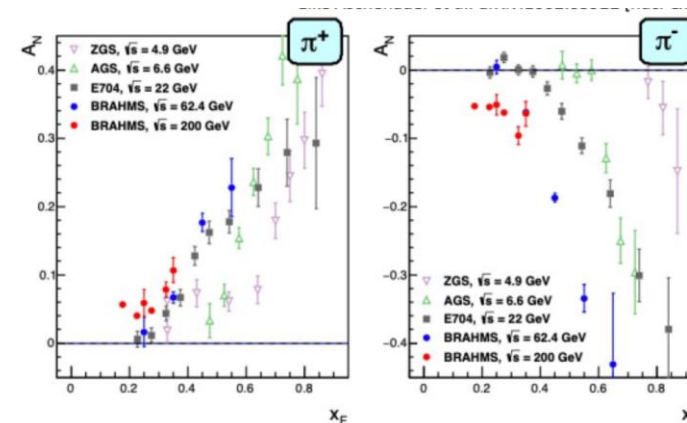 π⁺
A_N
ZGS, √s = 4.9 GeV
AGS, √s = 6.6 GeV
E704, √s = 22 GeV
BRAHMS, √s = 62.4 GeV
BRAHMS, √s = 200 GeV
0.4
0.3
0.2
0.1
0
0 0.2 0.4 0.6 0.8
x_F
π⁻
A_N
0
−0.1
−0.2
−0.3
−0.4
ZGS, √s = 4.9 GeV
AGS, √s = 6.6 GeV
E704, √s = 22 GeV
BRAHMS, √s = 62.4 GeV
BRAHMS, √s = 200 GeV
0 0.2 0.4 0.6 0.8